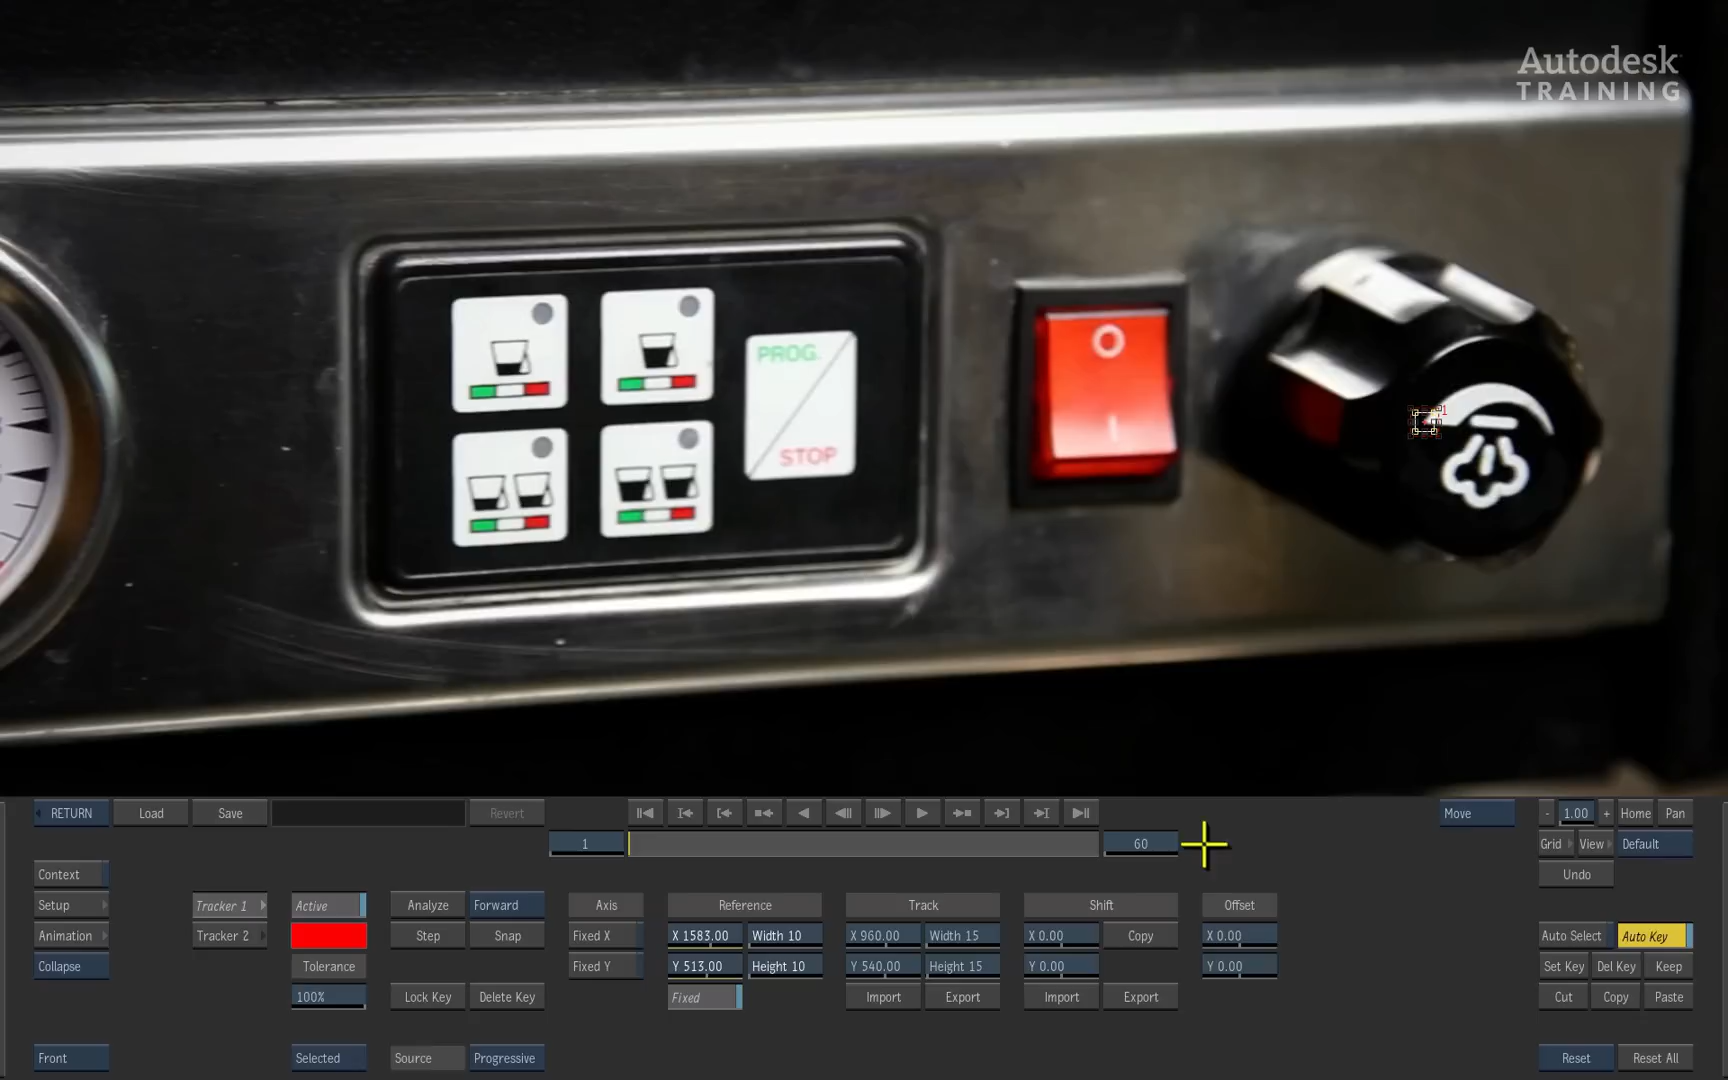 Autodesk
TRAINING
PROG.
STOP
1
RETURN Load Save Revert Move - 1.00 + Home Pan
1 60 Grid View Default
Context Undo
Setup Tracker 1 Active Analyze Forward Axis Reference Track Shift Offset
Animation Tracker 2 Step Snap Fixed X X 1583.00 Width 10 X 960.00 Width 15 X 0.00 Copy X 0.00 Auto Select Auto Key
Collapse Tolerance Fixed Y Y 513.00 Height 10 Y 540.00 Height 15 Y 0.00 Y 0.00 Set Key Del Key Keep
100% Lock Key Delete Key Fixed Import Export Import Export Cut Copy Paste
Front Selected Source Progressive Reset Reset All